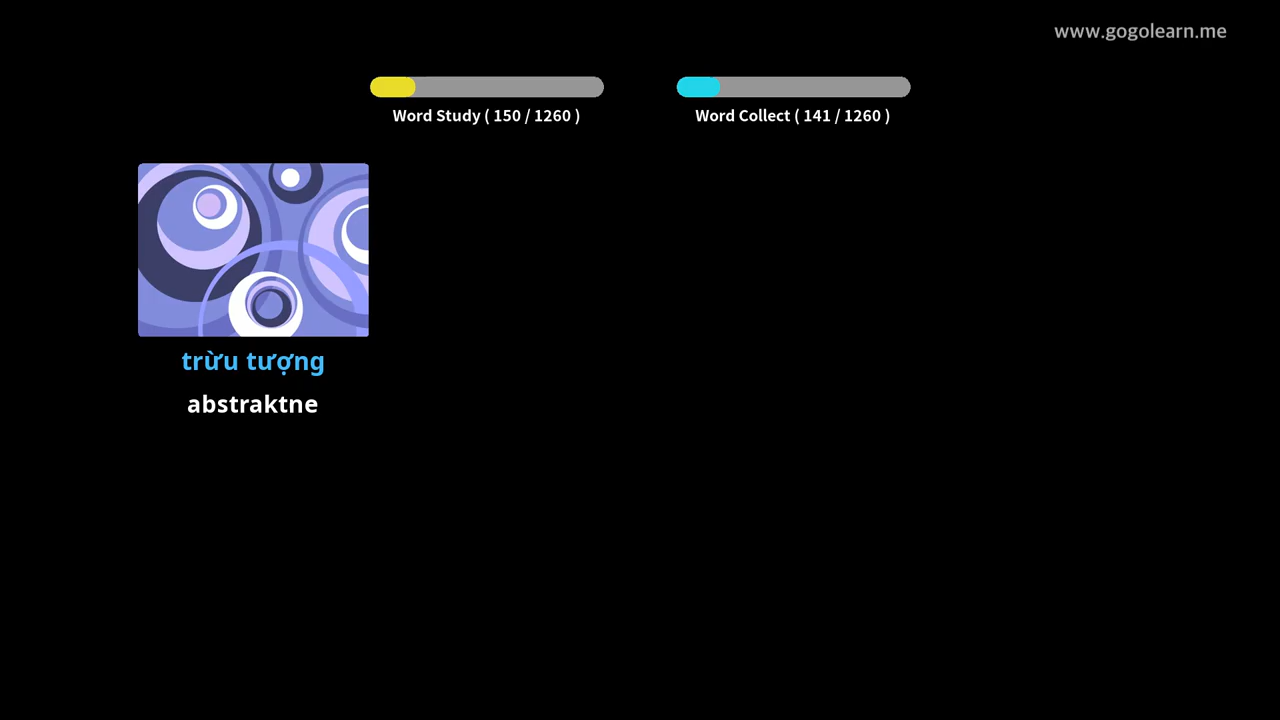 www.gogolearn.me
Word Study ( 150 / 1260 )
Word Collect ( 141 / 1260 )
trừu tượng
abstraktne